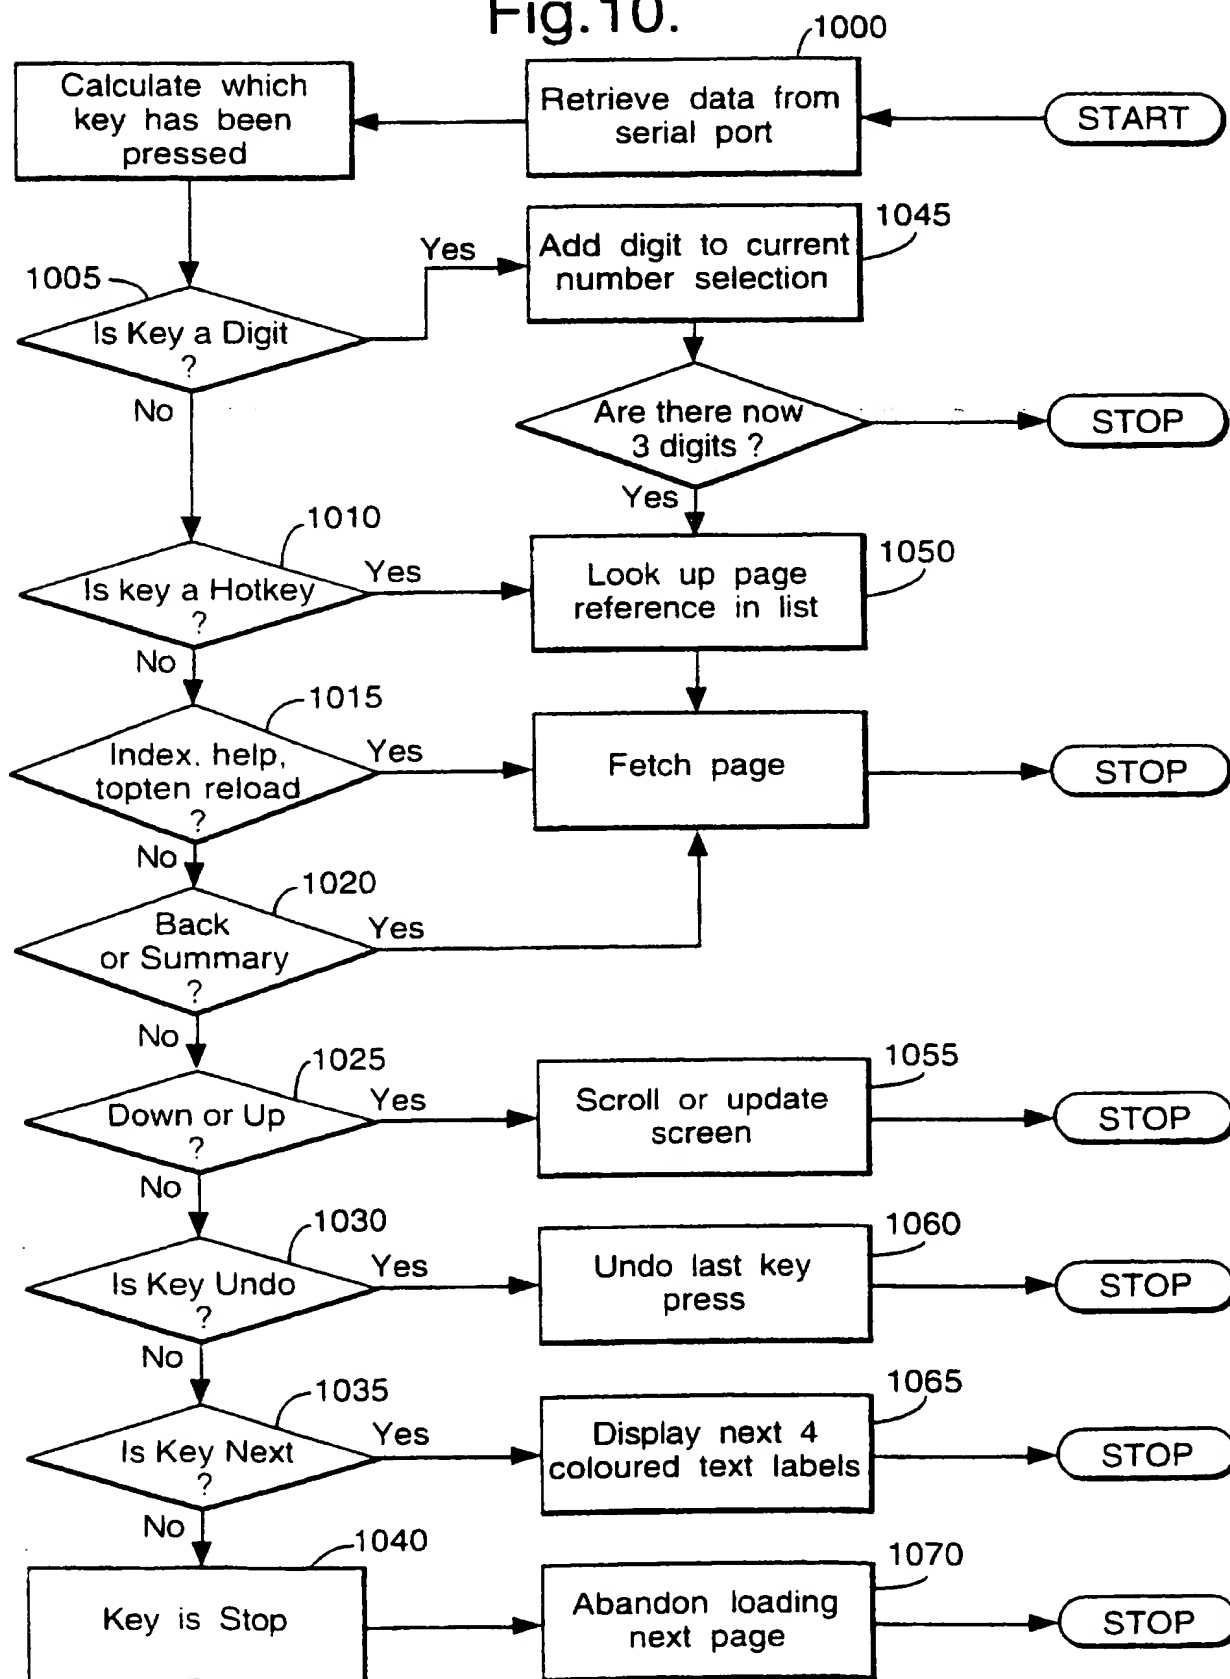 Fig.10.
1000
Calculate which
key has been
pressed
Retrieve data from
serial port
START
1045
Yes
Add digit to current
number selection
1005
Is Key a Digit
?
No
Are there now
3 digits ?
STOP
Yes
1010
Is key a Hotkey
?
Yes
1050
Look up page
reference in list
No
1015
Index. help,
topten reload
?
Yes
Fetch page
STOP
No
1020
Back
or Summary
?
Yes
No
1025
Down or Up
?
Yes
1055
Scroll or update
screen
STOP
No
1030
Is Key Undo
?
Yes
1060
Undo last key
press
STOP
No
1035
Is Key Next
?
Yes
1065
Display next 4
coloured text labels
STOP
No
1040
Key is Stop
1070
Abandon loading
next page
STOP